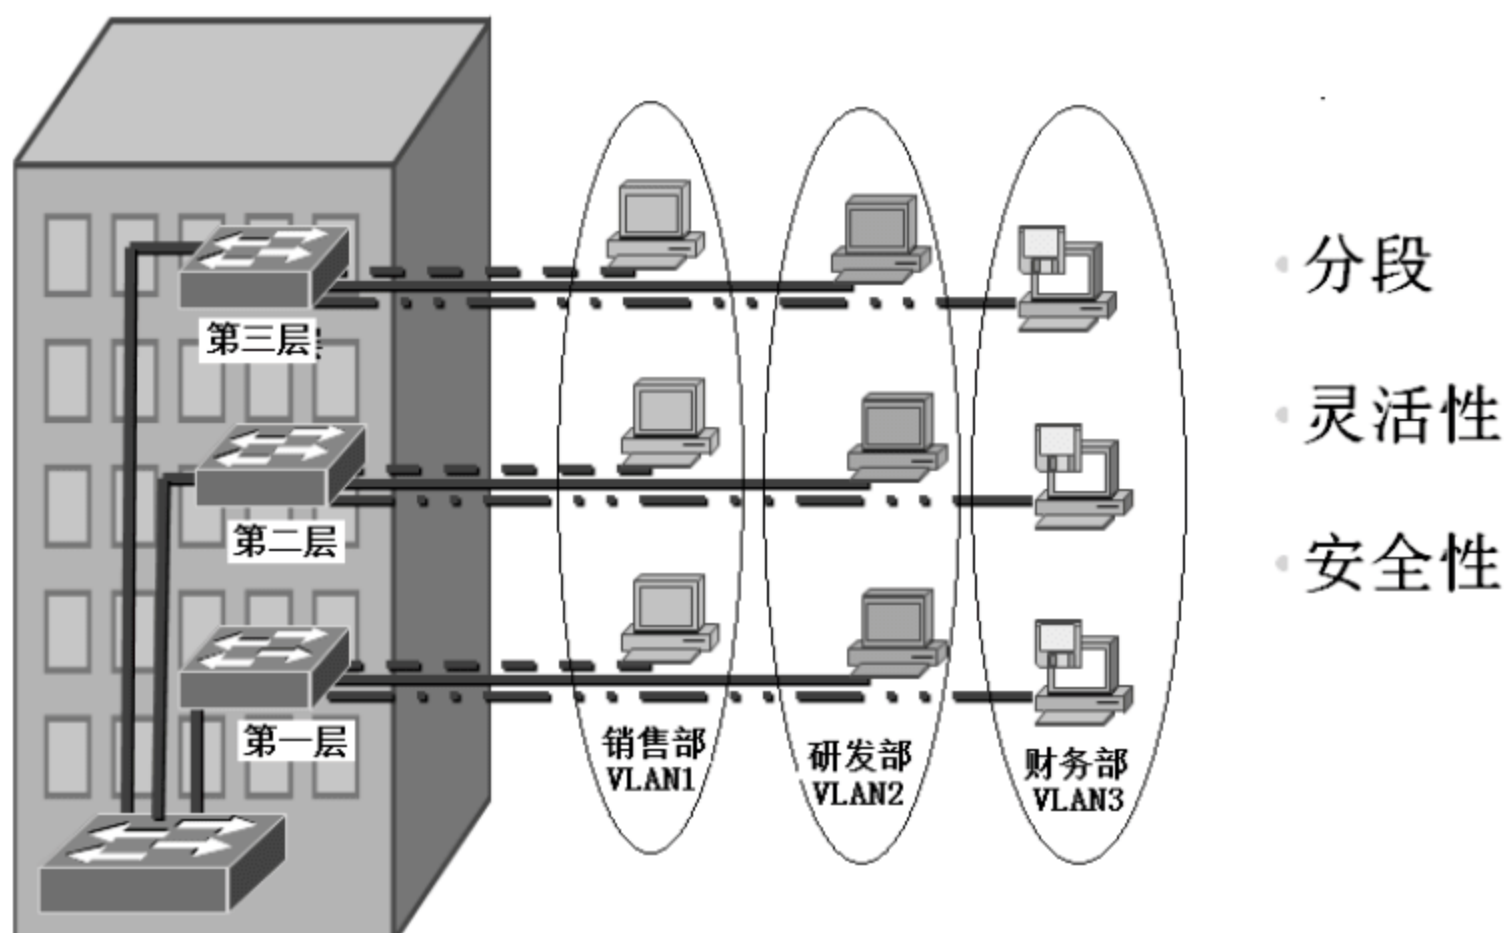 第三层
第二层
第一层
销售部
VLAN1
研发部
VLAN2
财务部
VLAN3
分段
灵活性
安全性